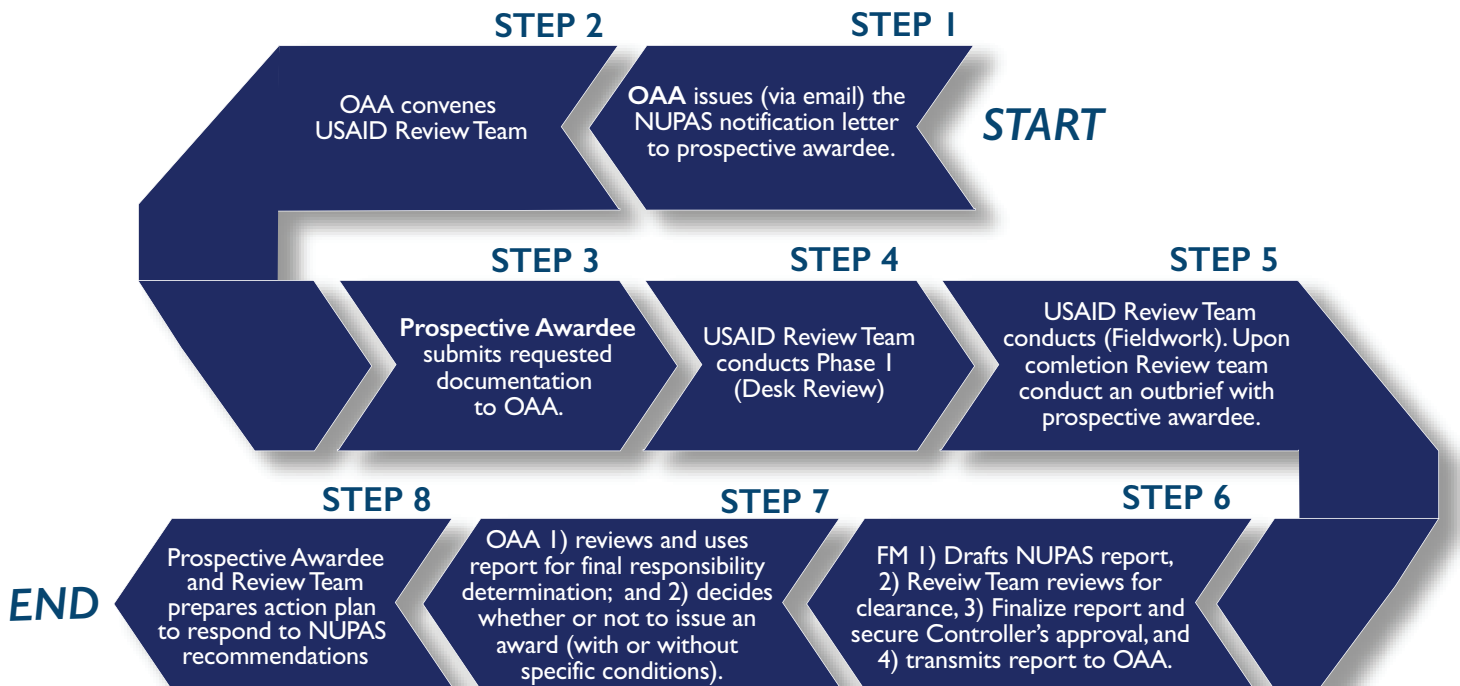 STEP 1
START
OAA issues (via email) the
NUPAS notification letter
to prospective awardee.
STEP 2
OAA convenes
USAID Review Team
STEP 3
Prospective Awardee
submits requested
documentation
to OAA.
STEP 4
USAID Review Team
conducts Phase 1
(Desk Review)
STEP 5
USAID Review Team
conducts (Fieldwork). Upon
comletion Review team
conduct an outbrief with
prospective awardee.
STEP 6
FM 1) Drafts NUPAS report,
2) Reveiw Team reviews for
clearance, 3) Finalize report and
secure Controller’s approval, and
4) transmits report to OAA.
STEP 7
OAA 1) reviews and uses
report for final responsibility
determination; and 2) decides
whether or not to issue an
award (with or without
specific conditions).
STEP 8
Prospective Awardee
and Review Team
prepares action plan
to respond to NUPAS
recommendations
END